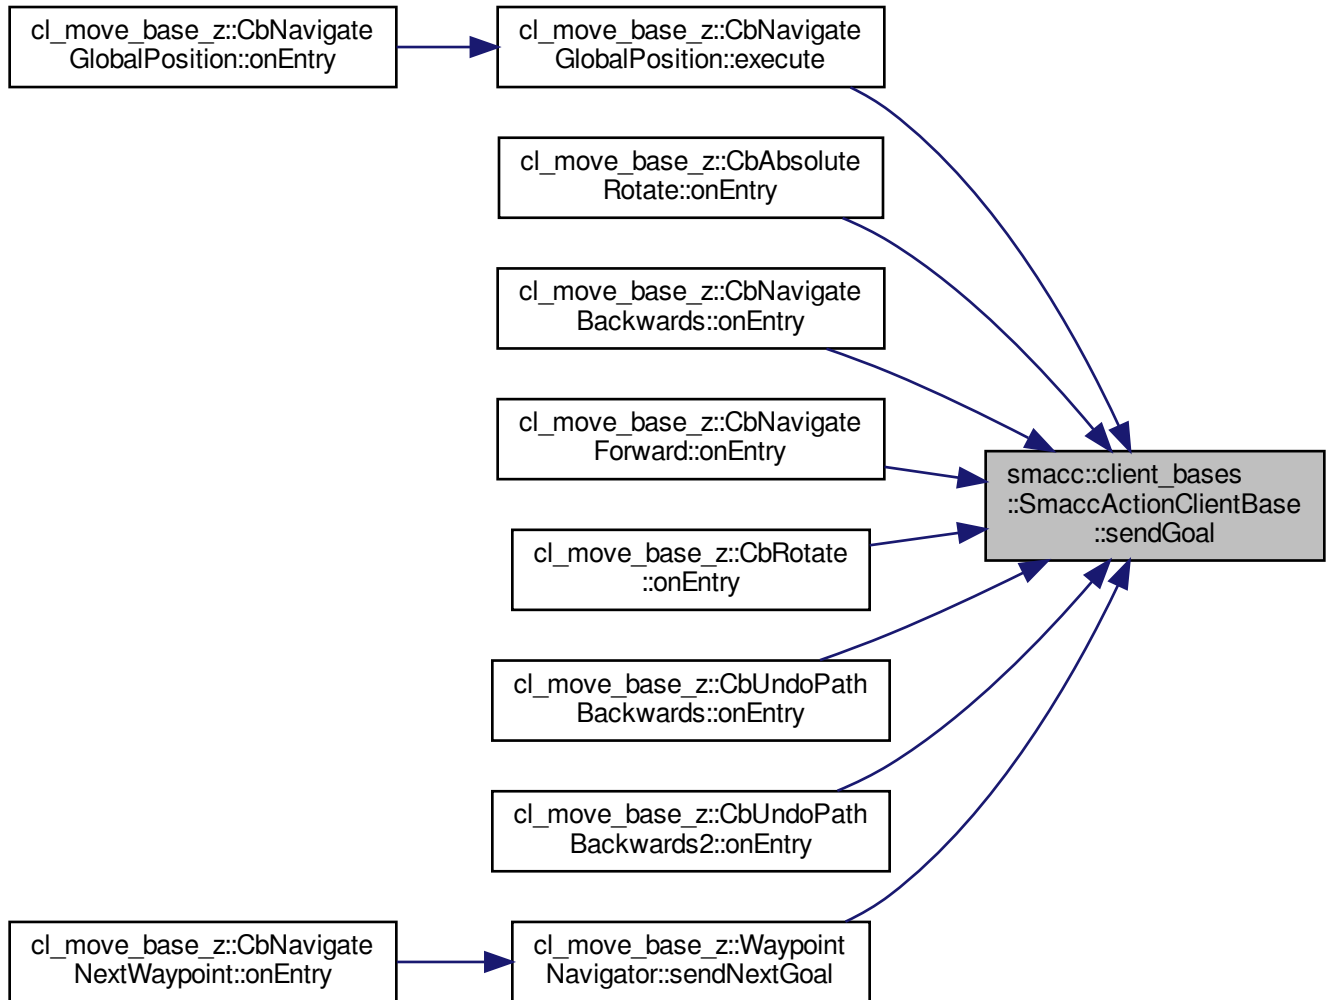 cl_move_base_z::CbNavigate
GlobalPosition::onEntry
cl_move_base_z::CbNavigate
GlobalPosition::execute
cl_move_base_z::CbAbsolute
Rotate::onEntry
cl_move_base_z::CbNavigate
Backwards::onEntry
cl_move_base_z::CbNavigate
Forward::onEntry
smacc::client_bases
::SmaccActionClientBase
::sendGoal
cl_move_base_z::CbRotate
::onEntry
cl_move_base_z::CbUndoPath
Backwards::onEntry
cl_move_base_z::CbUndoPath
Backwards2::onEntry
cl_move_base_z::CbNavigate
NextWaypoint::onEntry
cl_move_base_z::Waypoint
Navigator::sendNextGoal